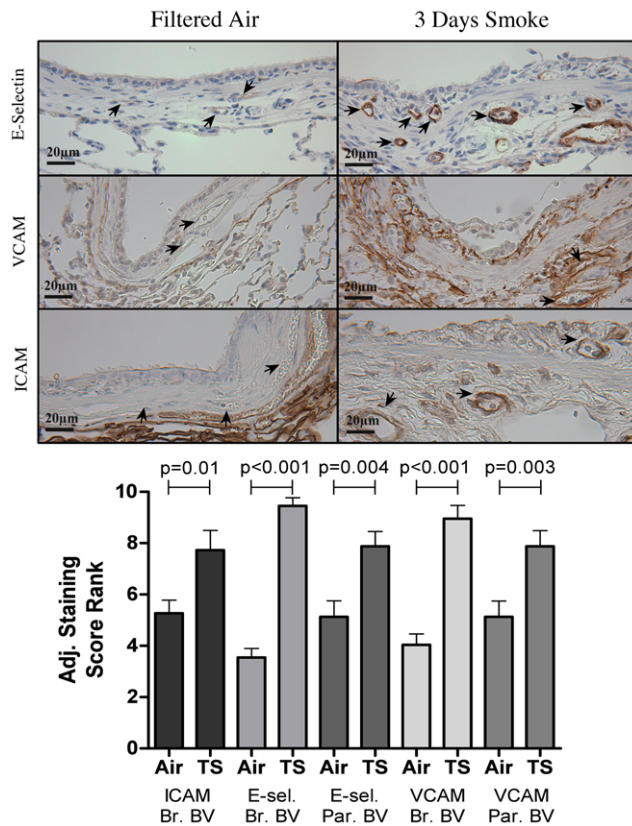 Filtered Air 3 Days Smoke
E-Selectin
20µm 20µm
VCAM
20µm 20µm
ICAM
20µm 20µm
p=0.01 p<0.001 p=0.004 p<0.001 p=0.003
Adj. Staining
Score Rank
10
8
6
4
2
0
Air TS Air TS Air TS Air TS Air TS
ICAM E-sel. E-sel. VCAM VCAM
Br. BV Br. BV Par. BV Br. BV Par. BV